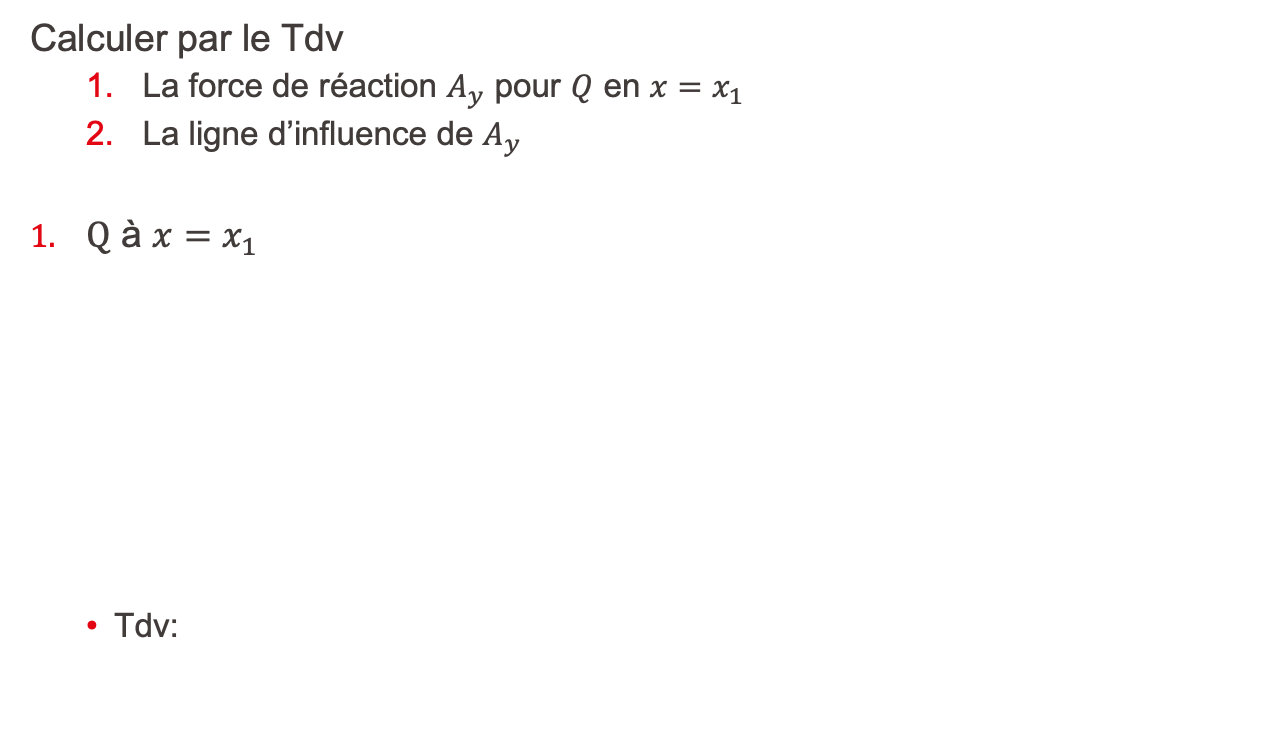 Calculer par le Tdv
1. La force de réaction A_y pour Q en x = x_1
2. La ligne d’influence de A_y
1. Q à x = x_1
• Tdv: